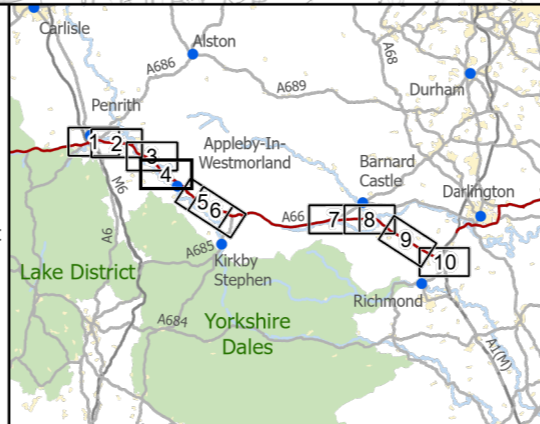 Carlisle
Alston
A68
A686
A689
Durham
Penrith
1
2
3
4
Appleby-In-
Westmorland
Barnard
Castle
Darlington
M6
5
6
A66
7
8
9
10
A6
A685
Kirkby
Stephen
Lake District
Richmond
A684
Yorkshire
Dales
A1(M)